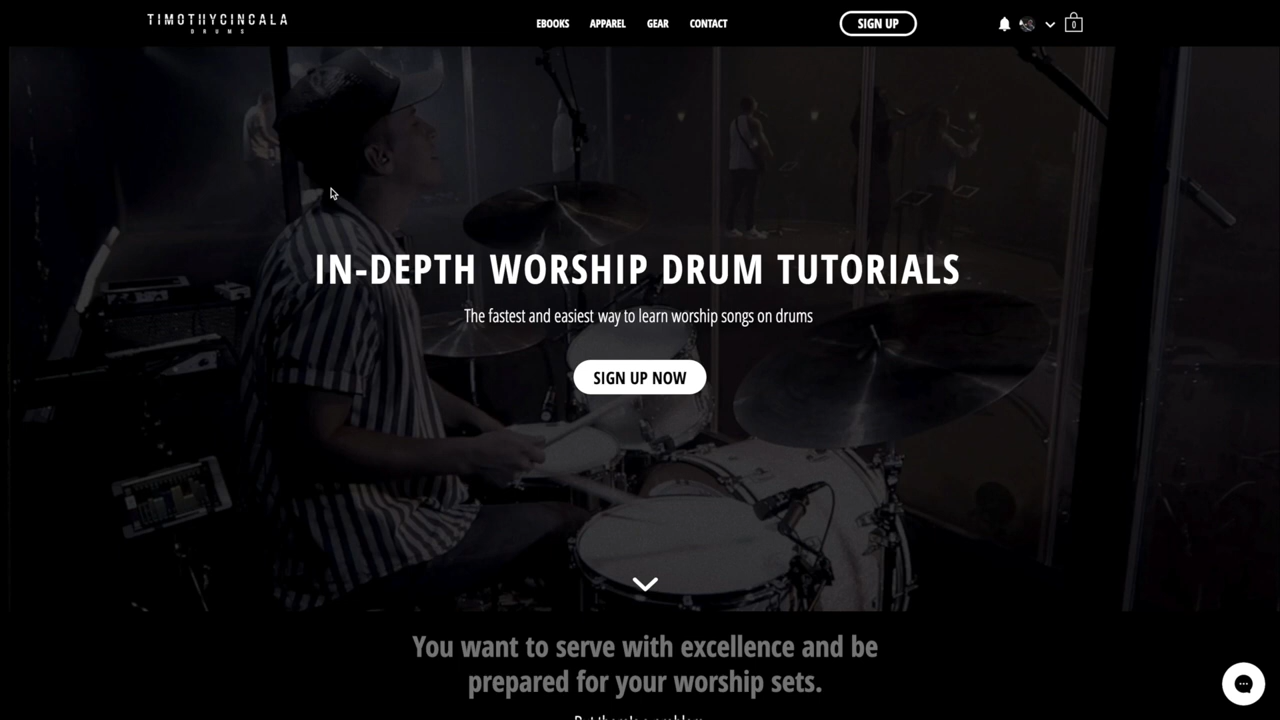 TIMOTHYCINCALA
DRUMS
EBOOKS APPAREL GEAR CONTACT
SIGN UP
0
IN-DEPTH WORSHIP DRUM TUTORIALS
The fastest and easiest way to learn worship songs on drums
SIGN UP NOW
You want to serve with excellence and be
prepared for your worship sets.